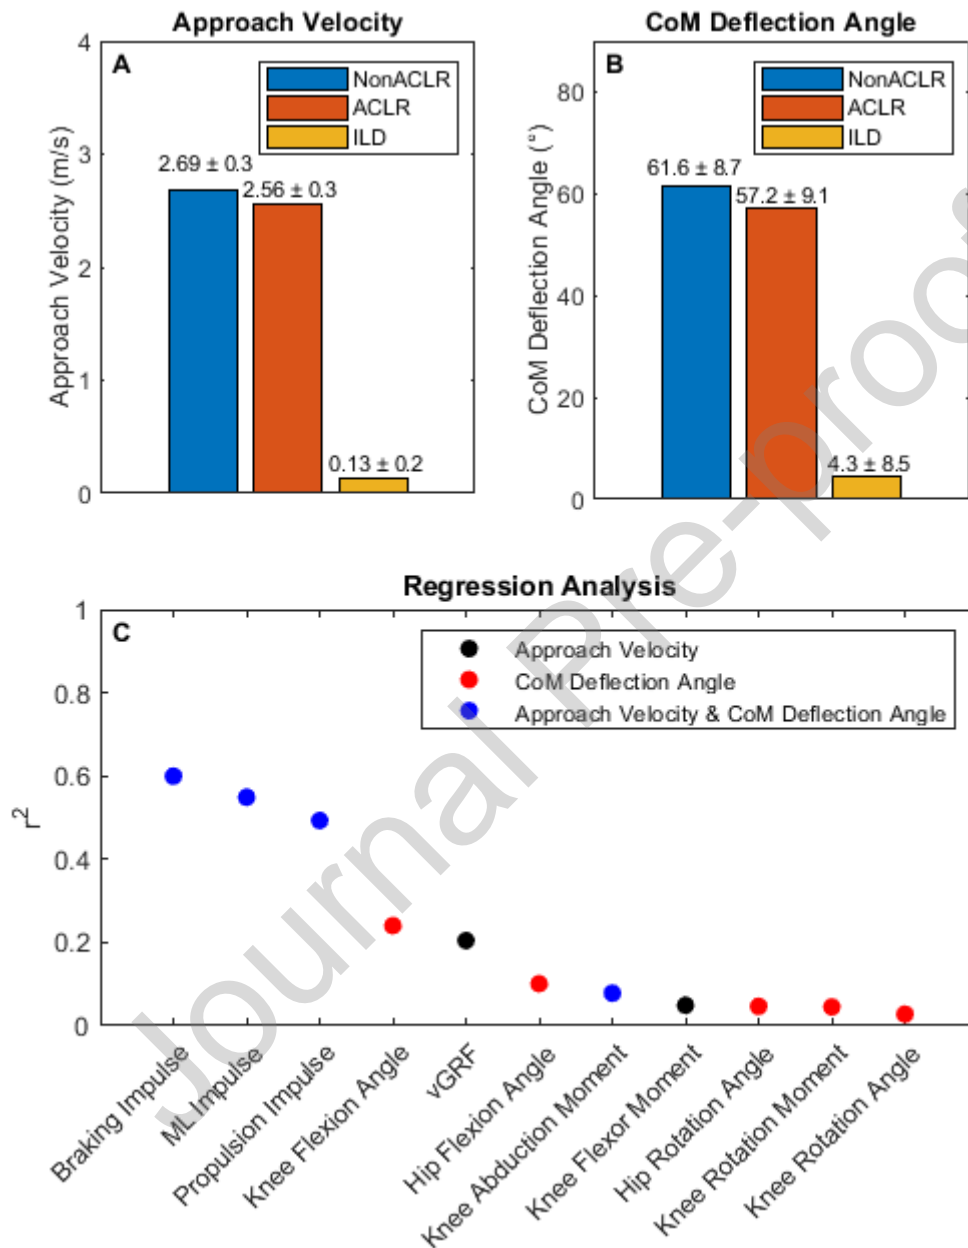 Approach Velocity
A
NonACLR
ACLR
ILD
4
3
2
1
0
Approach Velocity (m/s)
2.69 ± 0.3
2.56 ± 0.3
0.13 ± 0.2
CoM Deflection Angle
B
NonACLR
ACLR
ILD
80
60
40
20
0
CoM Deflection Angle (°)
61.6 ± 8.7
57.2 ± 9.1
4.3 ± 8.5
Regression Analysis
C
Approach Velocity
CoM Deflection Angle
Approach Velocity & CoM Deflection Angle
1
0.8
0.6
0.4
0.2
0
r²
Braking Impulse
ML Impulse
Propulsion Impulse
Knee Flexion Angle
vGRF
Hip Flexion Angle
Knee Abduction Moment
Knee Flexor Moment
Hip Rotation Angle
Knee Rotation Moment
Knee Rotation Angle
Journal Pre-proof